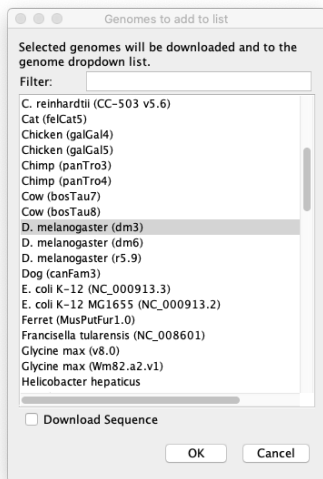 Genomes to add to list
Selected genomes will be downloaded and to the
genome dropdown list.
Filter:
C. reinhardtii (CC-503 v5.6)
Cat (felCat5)
Chicken (galGal4)
Chicken (galGal5)
Chimp (panTro3)
Chimp (panTro4)
Cow (bosTau7)
Cow (bosTau8)
D. melanogaster (dm3)
D. melanogaster (dm6)
D. melanogaster (r5.9)
Dog (canFam3)
E. coli K-12 (NC_000913.3)
E. coli K-12 MG1655 (NC_000913.2)
Ferret (MusPutFur1.0)
Francisella tularensis (NC_008601)
Glycine max (v8.0)
Glycine max (Wm82.a2.v1)
Helicobacter hepaticus
Download Sequence
OK Cancel